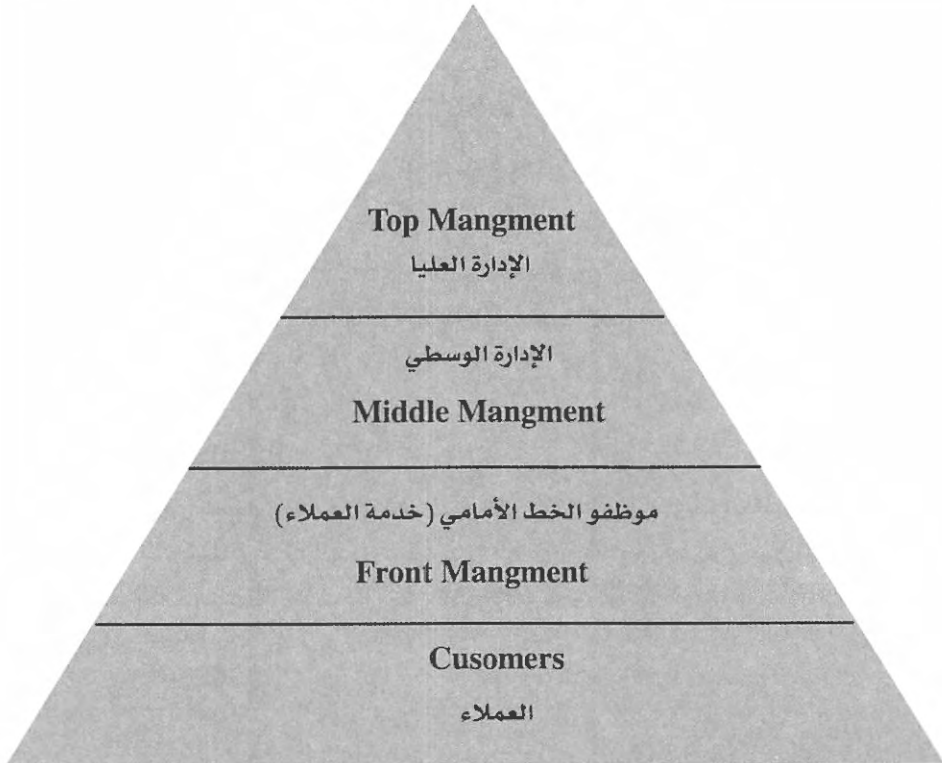 Top Mangment
الإدارة العليا
الإدارة الوسطي
Middle Mangment
موظفو الخط الأمامي (خدمة العملاء)
Front Mangment
Cusomers
العملاء